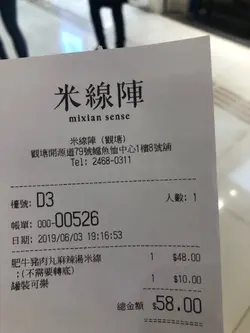 米線陣
mixian sense
米線陣 (觀塘)
觀塘開源道79號鱷魚恤中心1樓8號舖
Tel: 2468-0311
檯號: D3 人數: 1
帳單: 000-00526
日期: 2019/06/03 19:16:53
肥牛豬肉丸麻辣湯米線 1 $48.00
:(不需要轉底)
罐裝可樂 1 $10.00
總金額 $58.00